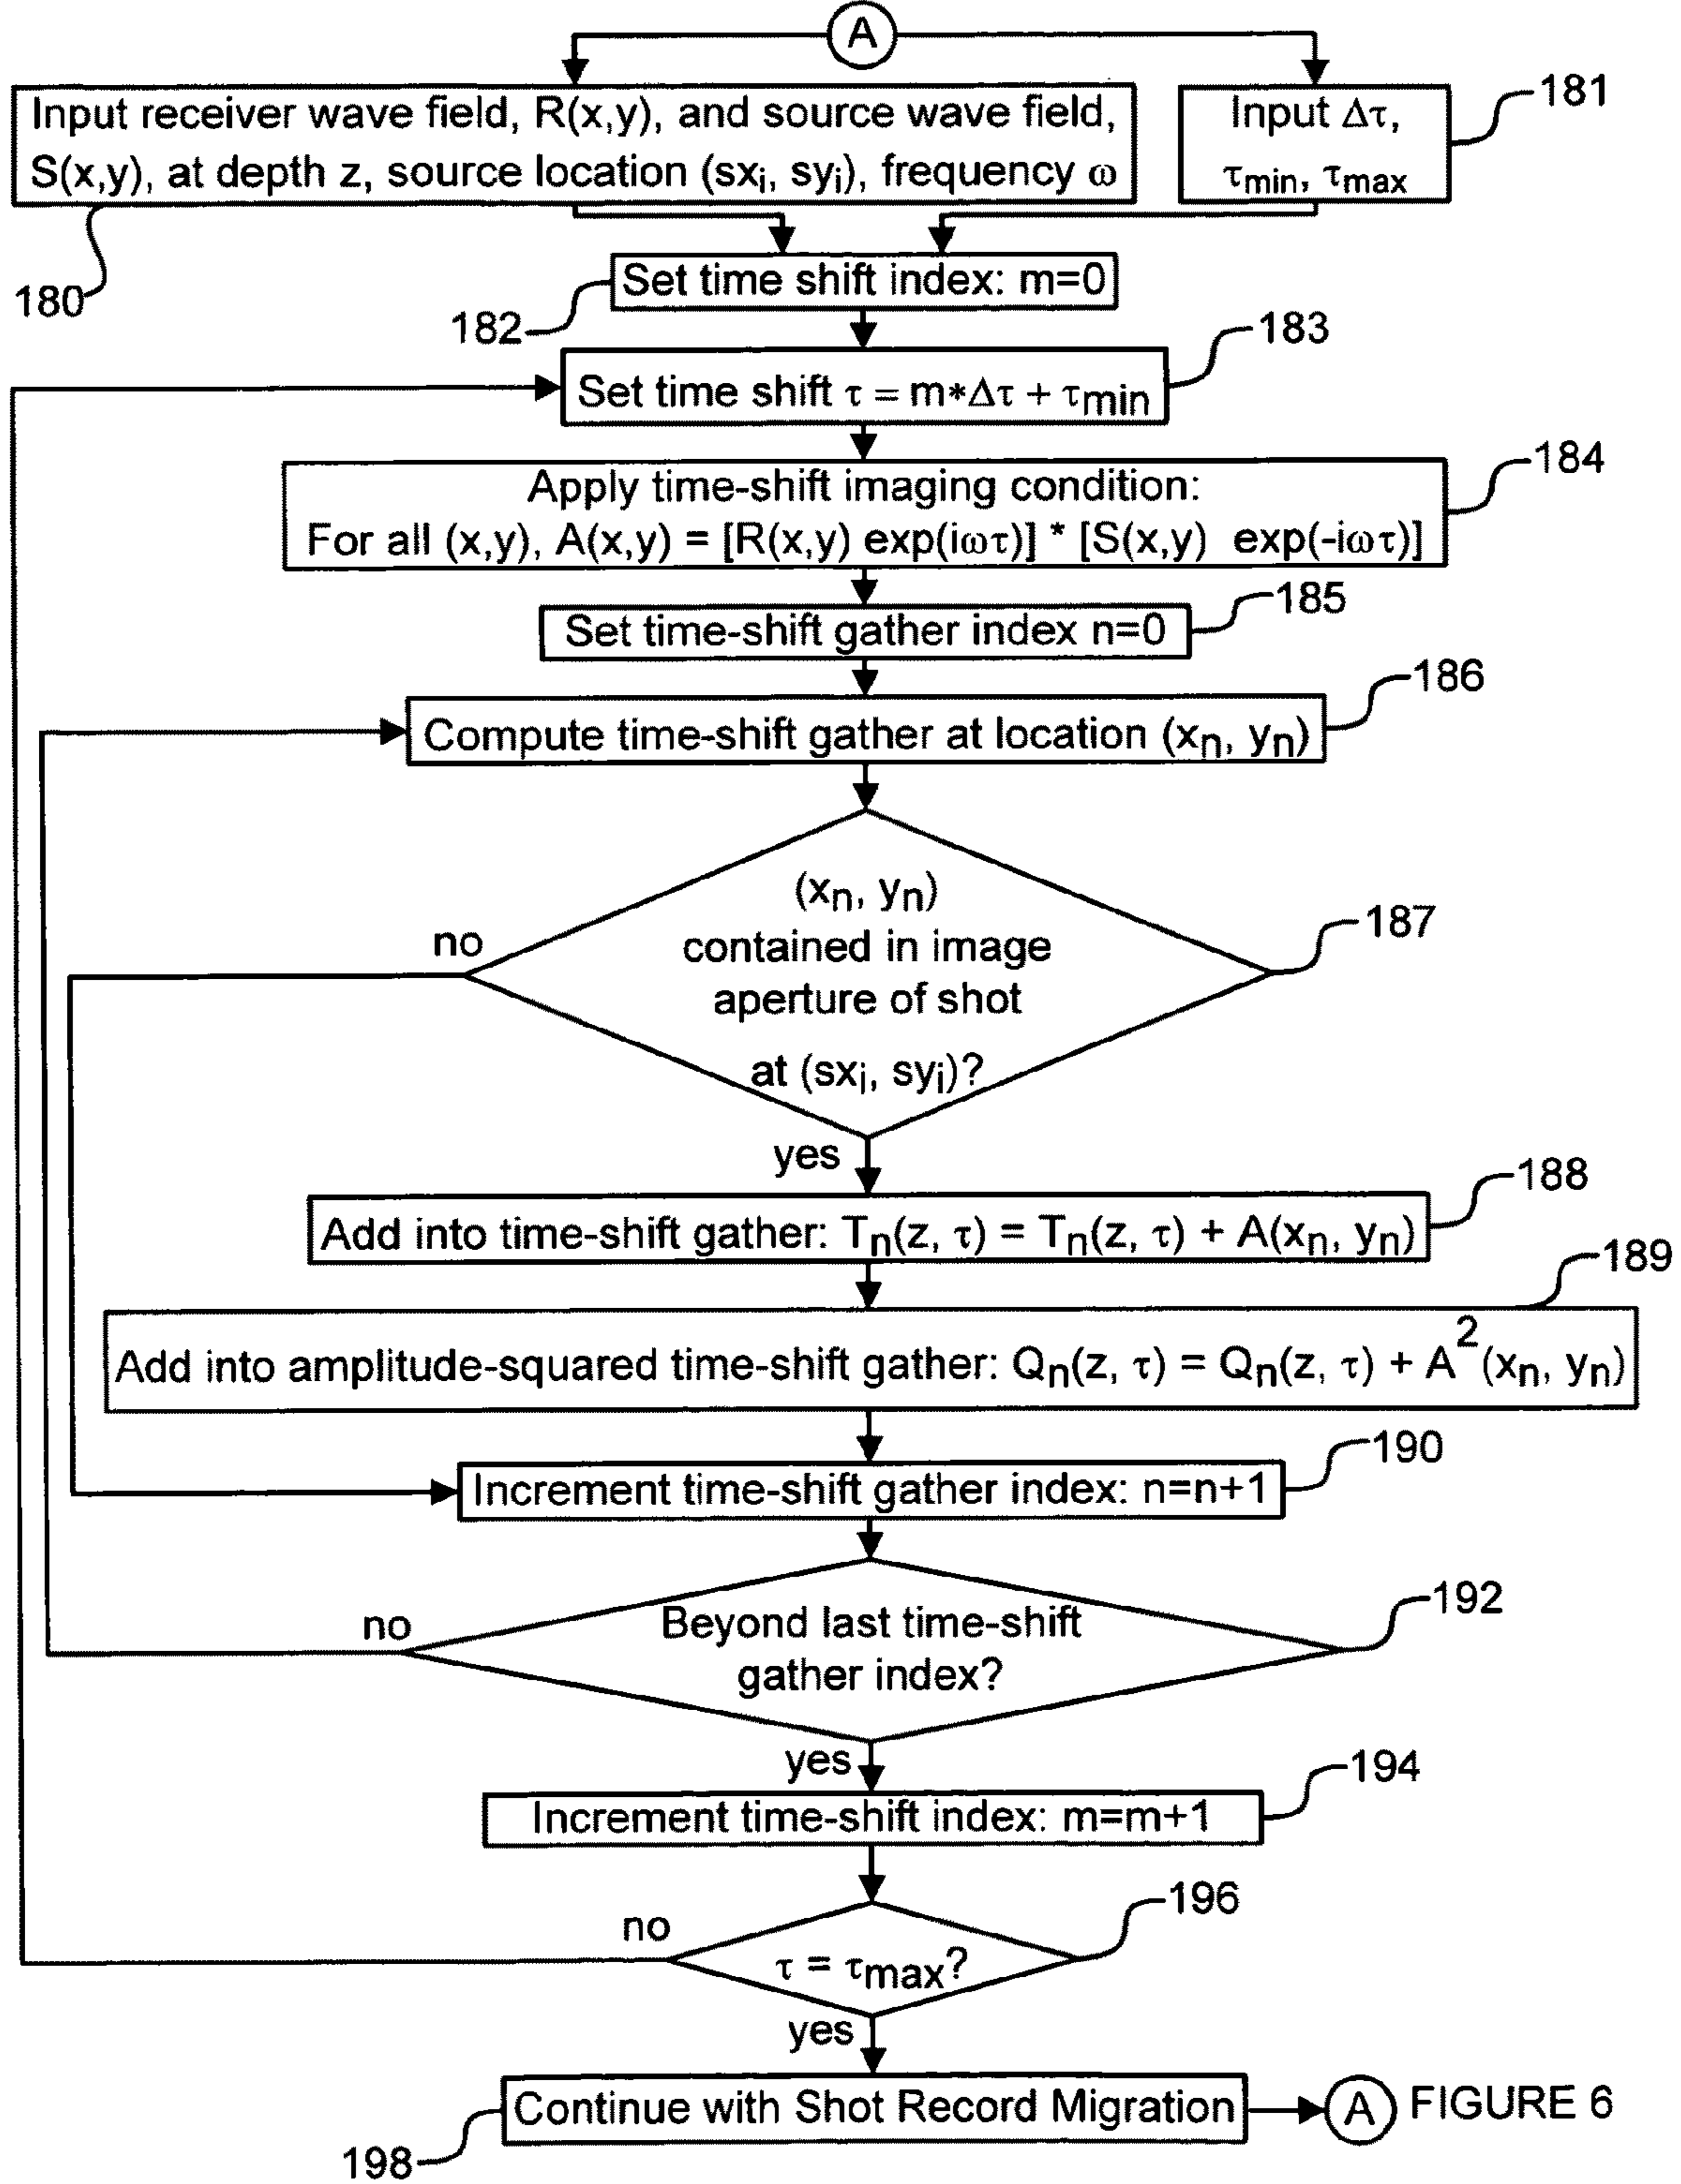 A
Input receiver wave field, R(x,y), and source wave field,
S(x,y), at depth z, source location (sxi, syi), frequency ω
180
Input Δτ,
τmin, τmax
181
Set time shift index: m=0
182
Set time shift τ = m*Δτ + τmin
183
Apply time-shift imaging condition:
For all (x,y), A(x,y) = [R(x,y) exp(iωτ)] * [S(x,y) exp(-iωτ)]
184
Set time-shift gather index n=0
185
Compute time-shift gather at location (xn, yn)
186
(xn, yn)
contained in image
aperture of shot
at (sxi, syi)?
187
no
yes
Add into time-shift gather: Tn(z, τ) = Tn(z, τ) + A(xn, yn)
188
Add into amplitude-squared time-shift gather: Qn(z, τ) = Qn(z, τ) + A²(xn, yn)
189
Increment time-shift gather index: n=n+1
190
Beyond last time-shift
gather index?
192
no
yes
Increment time-shift index: m=m+1
194
τ = τmax?
196
no
yes
Continue with Shot Record Migration
198
A
FIGURE 6